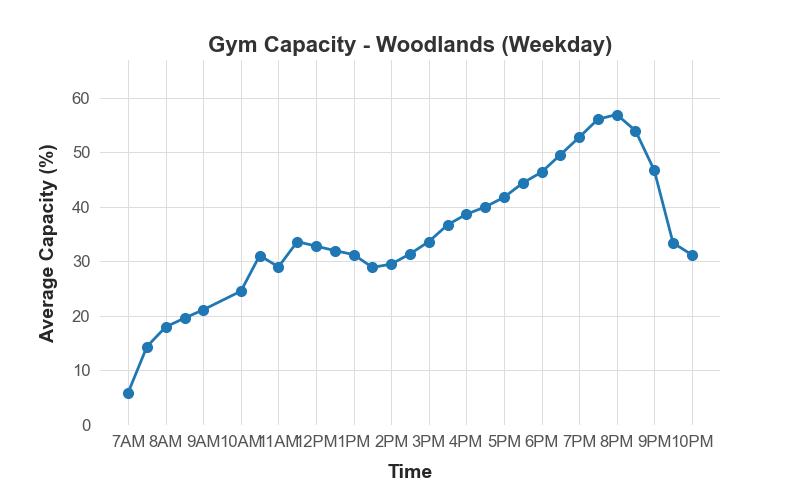 Gym Capacity - Woodlands (Weekday)
60
50
40
30
20
10
0
Average Capacity (%)
7AM 8AM 9AM 10AM 11AM 12PM 1PM 2PM 3PM 4PM 5PM 6PM 7PM 8PM 9PM 10PM
Time